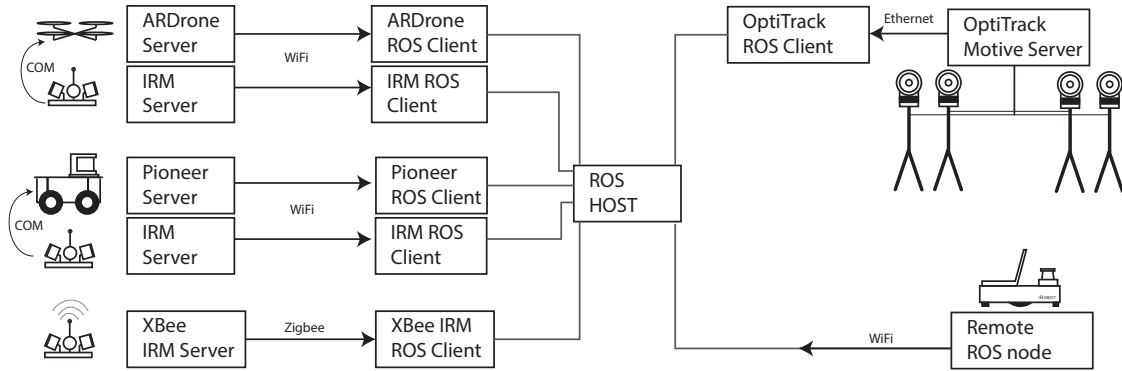 ARDrone
Server
WiFi
ARDrone
ROS Client
COM
IRM
Server
IRM ROS
Client
Pioneer
Server
WiFi
Pioneer
ROS Client
COM
IRM
Server
IRM ROS
Client
XBee
IRM Server
Zigbee
XBee IRM
ROS Client
ROS
HOST
OptiTrack
ROS Client
Ethernet
OptiTrack
Motive Server
iROBOT
WiFi
Remote
ROS node